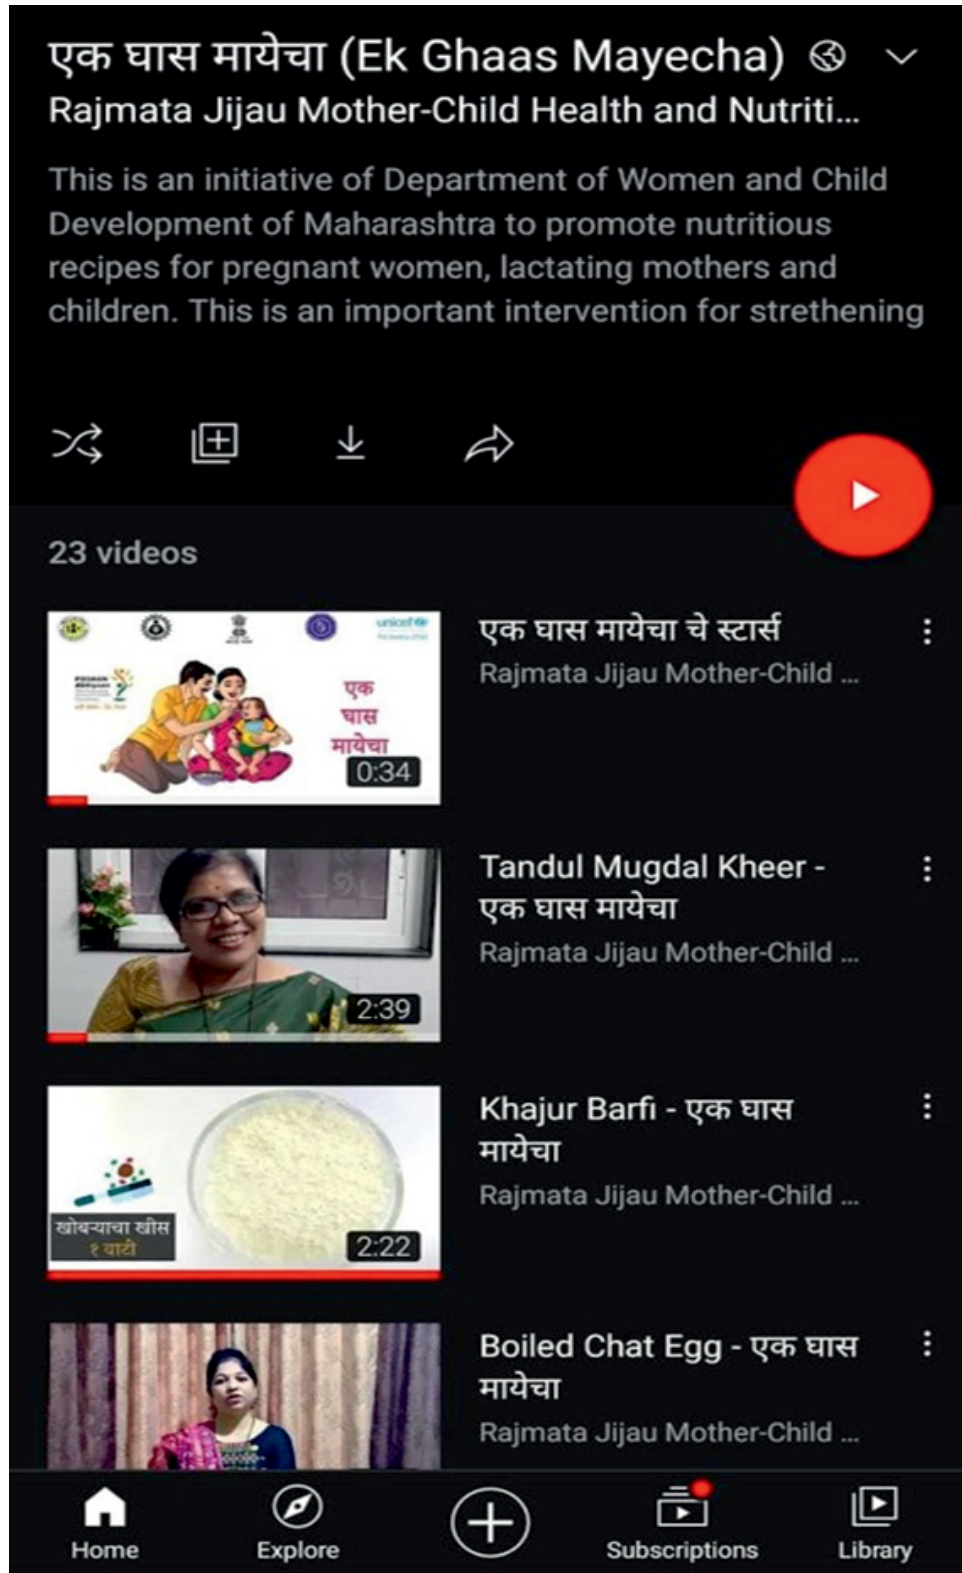 एक घास मायेचा (Ek Ghaas Mayecha)
Rajmata Jijau Mother-Child Health and Nutriti...
This is an initiative of Department of Women and Child
Development of Maharashtra to promote nutritious
recipes for pregnant women, lactating mothers and
children. This is an important intervention for strethening
23 videos
unicef
एक
घास
मायेचा
0:34
एक घास मायेचा चे स्टार्स
Rajmata Jijau Mother-Child ...
2:39
Tandul Mugdal Kheer -
एक घास मायेचा
Rajmata Jijau Mother-Child ...
खोबऱ्याचा खीस
१ वाटी
2:22
Khajur Barfi - एक घास
मायेचा
Rajmata Jijau Mother-Child ...
Boiled Chat Egg - एक घास
मायेचा
Rajmata Jijau Mother-Child ...
Home
Explore
Subscriptions
Library